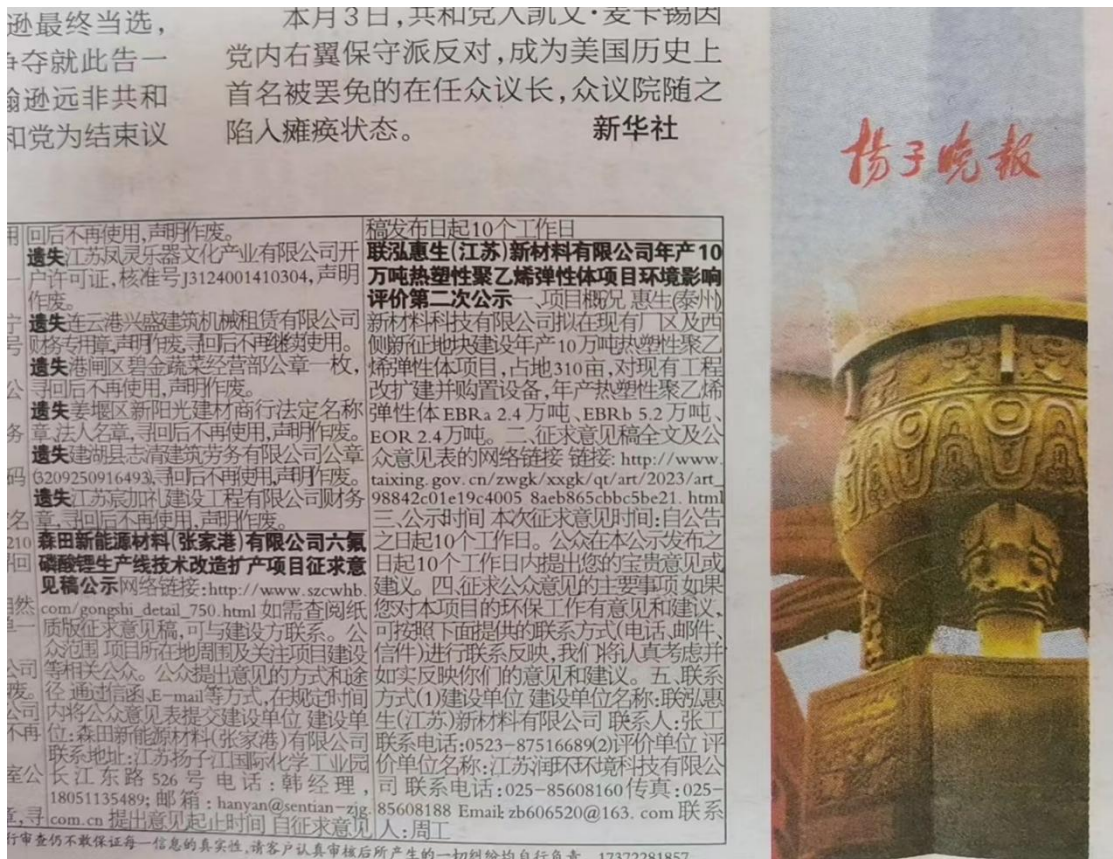 逊最终当选，
争夺就此告一
翰逊远非共和
和党为结束议
本月3日，共和党人凯文·麦卡锡因
党内右翼保守派反对，成为美国历史上
首名被罢免的在任众议长，众议院随之
陷入瘫痪状态。 新华社
扬子晚报
回后不再使用，声明作废。
遗失江苏凤灵乐器文化产业有限公司开
户许可证，核准号J3124001410304，声明
作废。
遗失连云港兴盛建筑机械租赁有限公司
财务专用章，声明作废，寻回后不再继续使用。
遗失港闸区碧金蔬菜经营部公章一枚，
寻回后不再使用，声明作废。
遗失姜堰区新阳光建材商行法定名称
章、法人名章，寻回后不再使用，声明作废。
遗失建湖县志清建筑劳务有限公司公章
(3209250916493)，寻回后不再使用，声明作废。
遗失江苏宸加礼建设工程有限公司财务
章，寻回后不再使用，声明作废。
森田新能源材料（张家港）有限公司六氟
磷酸锂生产线技术改造扩产项目征求意
见稿公示网络链接：http://www.szcwhb.
com/gongshi_detail_750.html 如需查阅纸
质版征求意见稿，可与建设方联系。公
众范围 项目所在地周围及关注项目建设
等相关公众。公众提出意见的方式和途
径 通过信函、E-mail等方式，在规定时间
内将公众意见表提交建设单位 建设单
位：森田新能源材料（张家港）有限公司
联系地址：江苏扬子江国际化学工业园
长江东路 526 号 电话：韩经理，
18051135489；邮箱：hanyan@sentian-zjg.
com.cn 提出意见起止时间 自征求意见
稿发布日起10个工作日
联泓惠生（江苏）新材料有限公司年产10
万吨热塑性聚乙烯弹性体项目环境影响
评价第二次公示一、项目概况 惠生（泰州）
新材料科技有限公司拟在现有厂区及西
侧新征地块建设年产10万吨热塑性聚乙
烯弹性体项目，占地310亩，对现有工程
改扩建并购置设备，年产热塑性聚乙烯
弹性体EBRa 2.4万吨、EBRb 5.2万吨、
EOR 2.4万吨。二、征求意见稿全文及公
众意见表的网络链接 链接：http://www.
taixing.gov.cn/zwgk/xxgk/qt/art/2023/art_
98842c01e19c4005 8aeb865cbbc5be21. html
三、公示时间 本次征求意见时间：自公告
之日起10个工作日。公众在本公示发布之
日起10个工作日内提出您的宝贵意见或
建议。四、征求公众意见的主要事项 如果
您对本项目的环保工作有意见和建议，
可按照下面提供的联系方式（电话、邮件、
信件）进行联系反映，我们将认真考虑并
如实反映你们的意见和建议。五、联系
方式(1)建设单位 建设单位名称：联泓惠
生（江苏）新材料有限公司 联系人：张工
联系电话：0523-87516689(2)评价单位 评
价单位名称：江苏润环环境科技有限公
司 联系电话：025-85608160 传真：025-
85608188 Email：zb606520@163. com 联系
人：周工
行审查仍不敢保证每一信息的真实性，请客户认真审核后所产生的一切纠纷均自行负责 17372281857